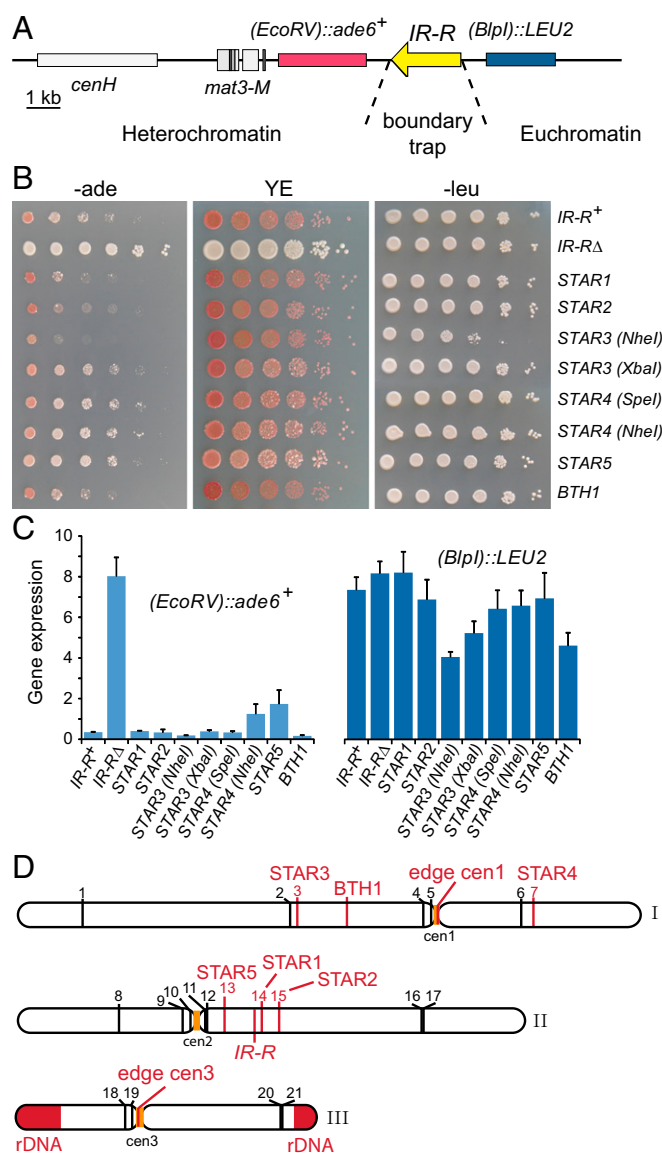 A
(EcoRV)::ade6+
IR-R
(BlpI)::LEU2
cenH
mat3-M
1 kb
Heterochromatin
boundary
trap
Euchromatin
B
-ade
YE
-leu
IR-R+
IR-RΔ
STAR1
STAR2
STAR3 (NheI)
STAR3 (XbaI)
STAR4 (SpeI)
STAR4 (NheI)
STAR5
BTH1
C
Gene expression
10
8
6
4
2
0
(EcoRV)::ade6+
(BlpI)::LEU2
IR-R+
IR-RΔ
STAR1
STAR2
STAR3 (NheI)
STAR3 (XbaI)
STAR4 (SpeI)
STAR4 (NheI)
STAR5
BTH1
IR-R+
IR-RΔ
STAR1
STAR2
STAR3 (NheI)
STAR3 (XbaI)
STAR4 (SpeI)
STAR4 (NheI)
STAR5
BTH1
D
STAR3
BTH1
edge cen1
STAR4
1
2
3
4
5
6
7
cen1
I
STAR5
STAR1
STAR2
8
9
10
11
12
13
14
15
16
17
cen2
IR-R
II
edge cen3
18
19
20
21
rDNA
cen3
rDNA
III